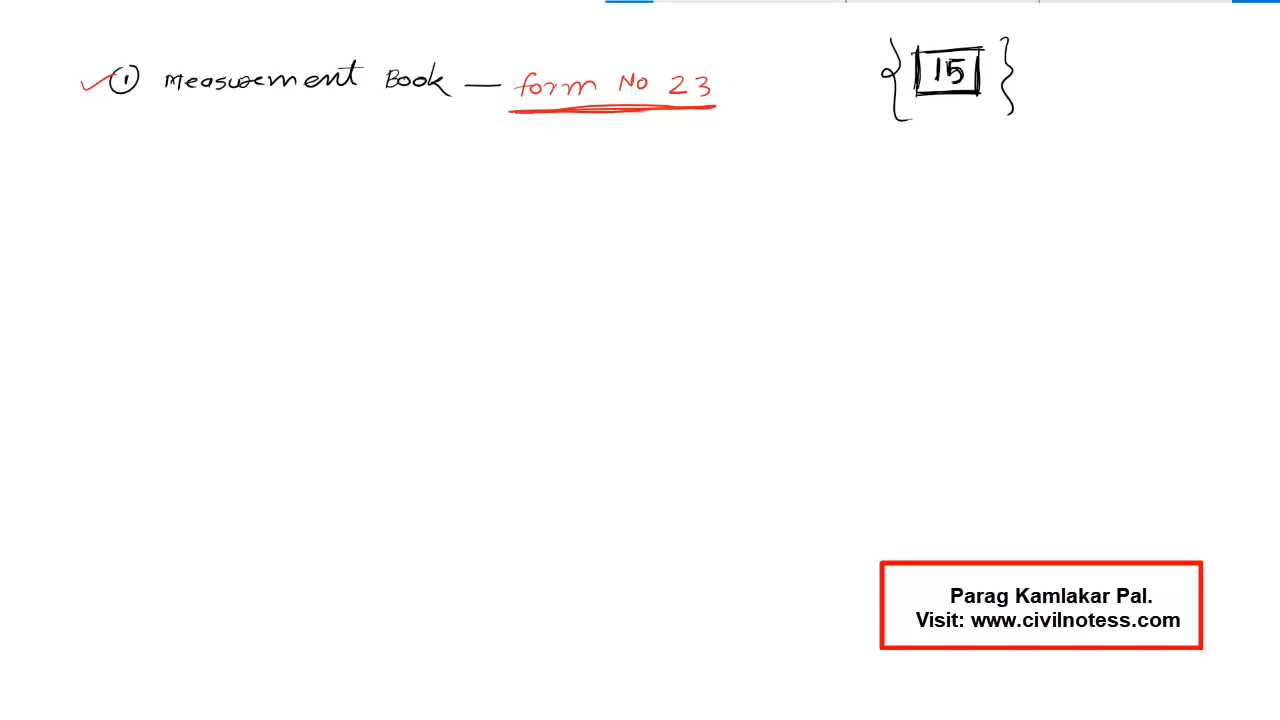 ① Measurement Book — form No 23
{ 15 }
Parag Kamlakar Pal.
Visit: www.civilnotess.com